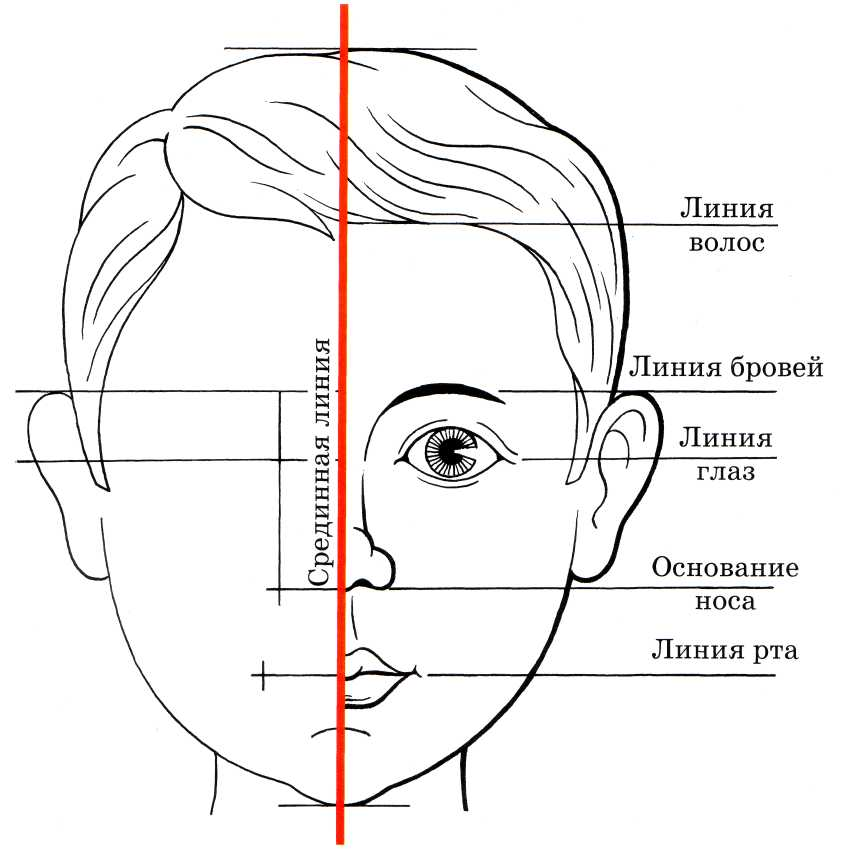 Линия
волос
Линия бровей
Линия
глаз
Срединная линия
Основание
носа
Линия рта